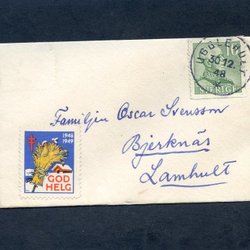 30.12.
48
SVERIGE
1948
1949
GOD
HELG
Familjen Oscar Svensson
Bjerknäs
Lamhult